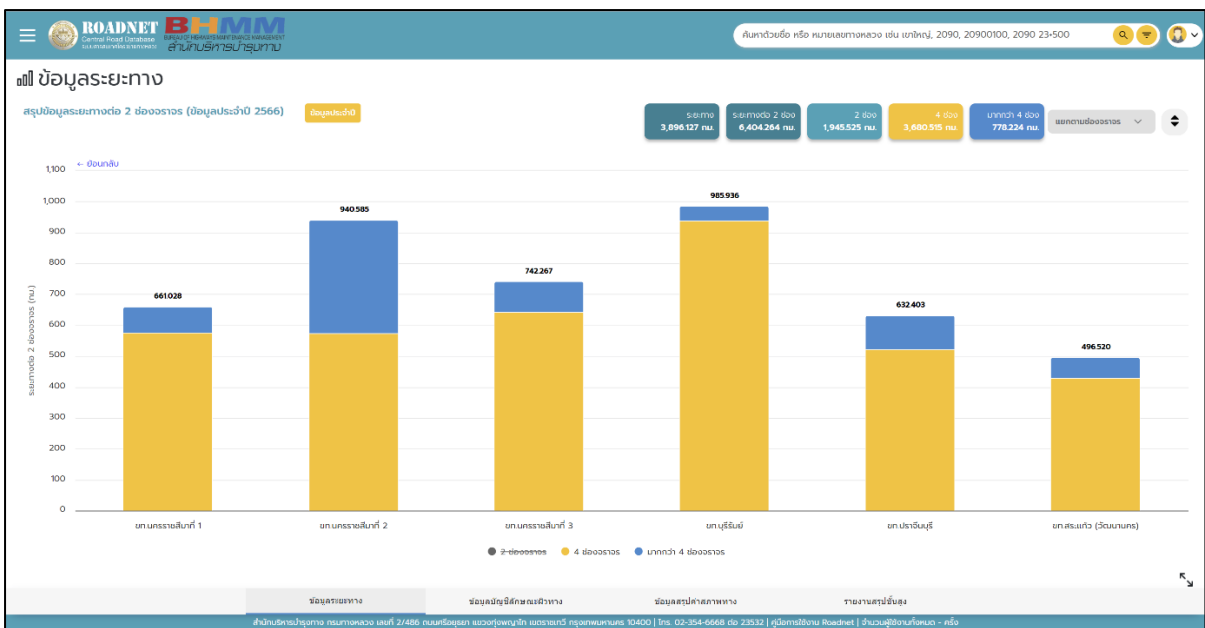 ROADNET
Central Road Database
BHMM
BUREAU OF HIGHWAYS MAINTENANCE MANAGEMENT
สำนักบริหารบำรุงทาง
ค้นหาด้วยชื่อ หรือ หมายเลขทางหลวง เช่น เขาใหญ่, 2090, 20900100, 2090 23+500
ข้อมูลระยะทาง
สรุปข้อมูลระยะทางต่อ 2 ช่องจราจร (ข้อมูลประจำปี 2566)
ข้อมูลประจำปี
ระยะทาง
3,896.127 กม.
ระยะทางต่อ 2 ช่อง
6,404.264 กม.
2 ช่อง
1,945.525 กม.
4 ช่อง
3,680.515 กม.
มากกว่า 4 ช่อง
778.224 กม.
แยกตามช่องจราจร
← ย้อนกลับ
ระยะทางต่อ 2 ช่องจราจร (กม.)
1,100
1,000
900
800
700
600
500
400
300
200
100
0
661.028
940.585
742.267
985.936
632.403
496.520
ขท.นครราชสีมาที่ 1
ขท.นครราชสีมาที่ 2
ขท.นครราชสีมาที่ 3
ขท.บุรีรัมย์
ขท.ปราจีนบุรี
ขท.สระแก้ว (วัฒนานคร)
2 ช่องจราจร
4 ช่องจราจร
มากกว่า 4 ช่องจราจร
ข้อมูลระยะทาง
ข้อมูลบัญชีลักษณะผิวทาง
ข้อมูลสรุปค่าสภาพทาง
รายงานสรุปขั้นสูง
สำนักบริหารบำรุงทาง กรมทางหลวง เลขที่ 2/486 ถนนศรีอยุธยา แขวงทุ่งพญาไท เขตราชเทวี กรุงเทพมหานคร 10400 | โทร. 02-354-6668 ต่อ 23532 | คู่มือการใช้งาน Roadnet | จำนวนผู้ใช้งานทั้งหมด - ครั้ง